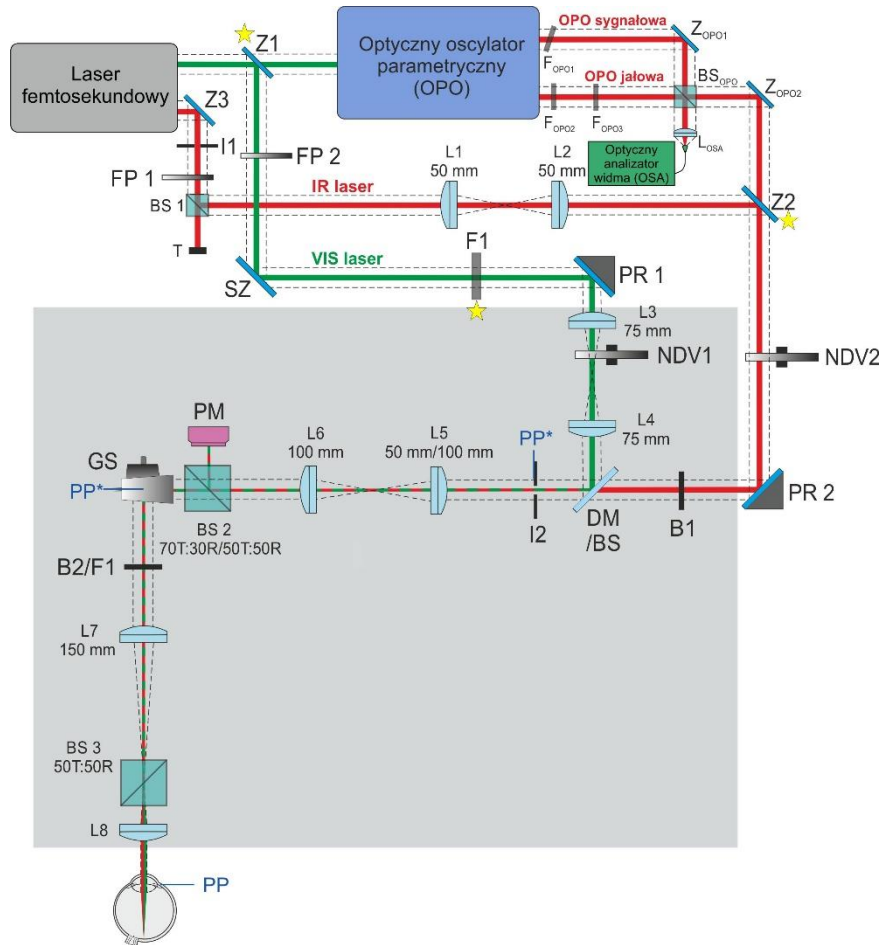 Laser
femtosekundowy
Z1
Optyczny oscylator
parametryczny
(OPO)
OPO sygnałowa
F_OPO1
Z_OPO1
OPO jałowa
F_OPO2
F_OPO3
BS_OPO
Z_OPO2
L_OSA
Optyczny
analizator
widma (OSA)
Z3
I1
FP 1
FP 2
BS 1
T
IR laser
L1
50 mm
L2
50 mm
Z2
VIS laser
SZ
F1
PR 1
L3
75 mm
NDV1
NDV2
L4
75 mm
PM
GS
PP*
BS 2
70T:30R/50T:50R
L6
100 mm
L5
50 mm/100 mm
PP*
I2
DM
/BS
B1
PR 2
B2/F1
L7
150 mm
BS 3
50T:50R
L8
PP